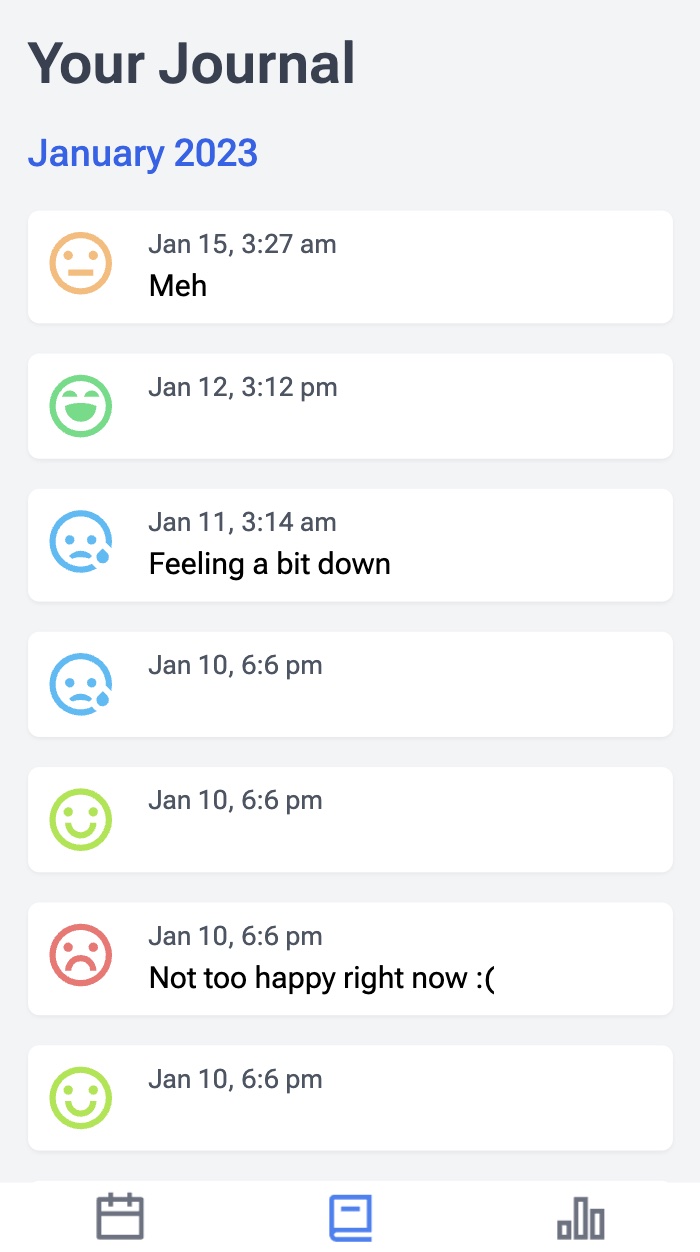 Your Journal
January 2023
Jan 15, 3:27 am
Meh
Jan 12, 3:12 pm
Jan 11, 3:14 am
Feeling a bit down
Jan 10, 6:6 pm
Jan 10, 6:6 pm
Jan 10, 6:6 pm
Not too happy right now :(
Jan 10, 6:6 pm